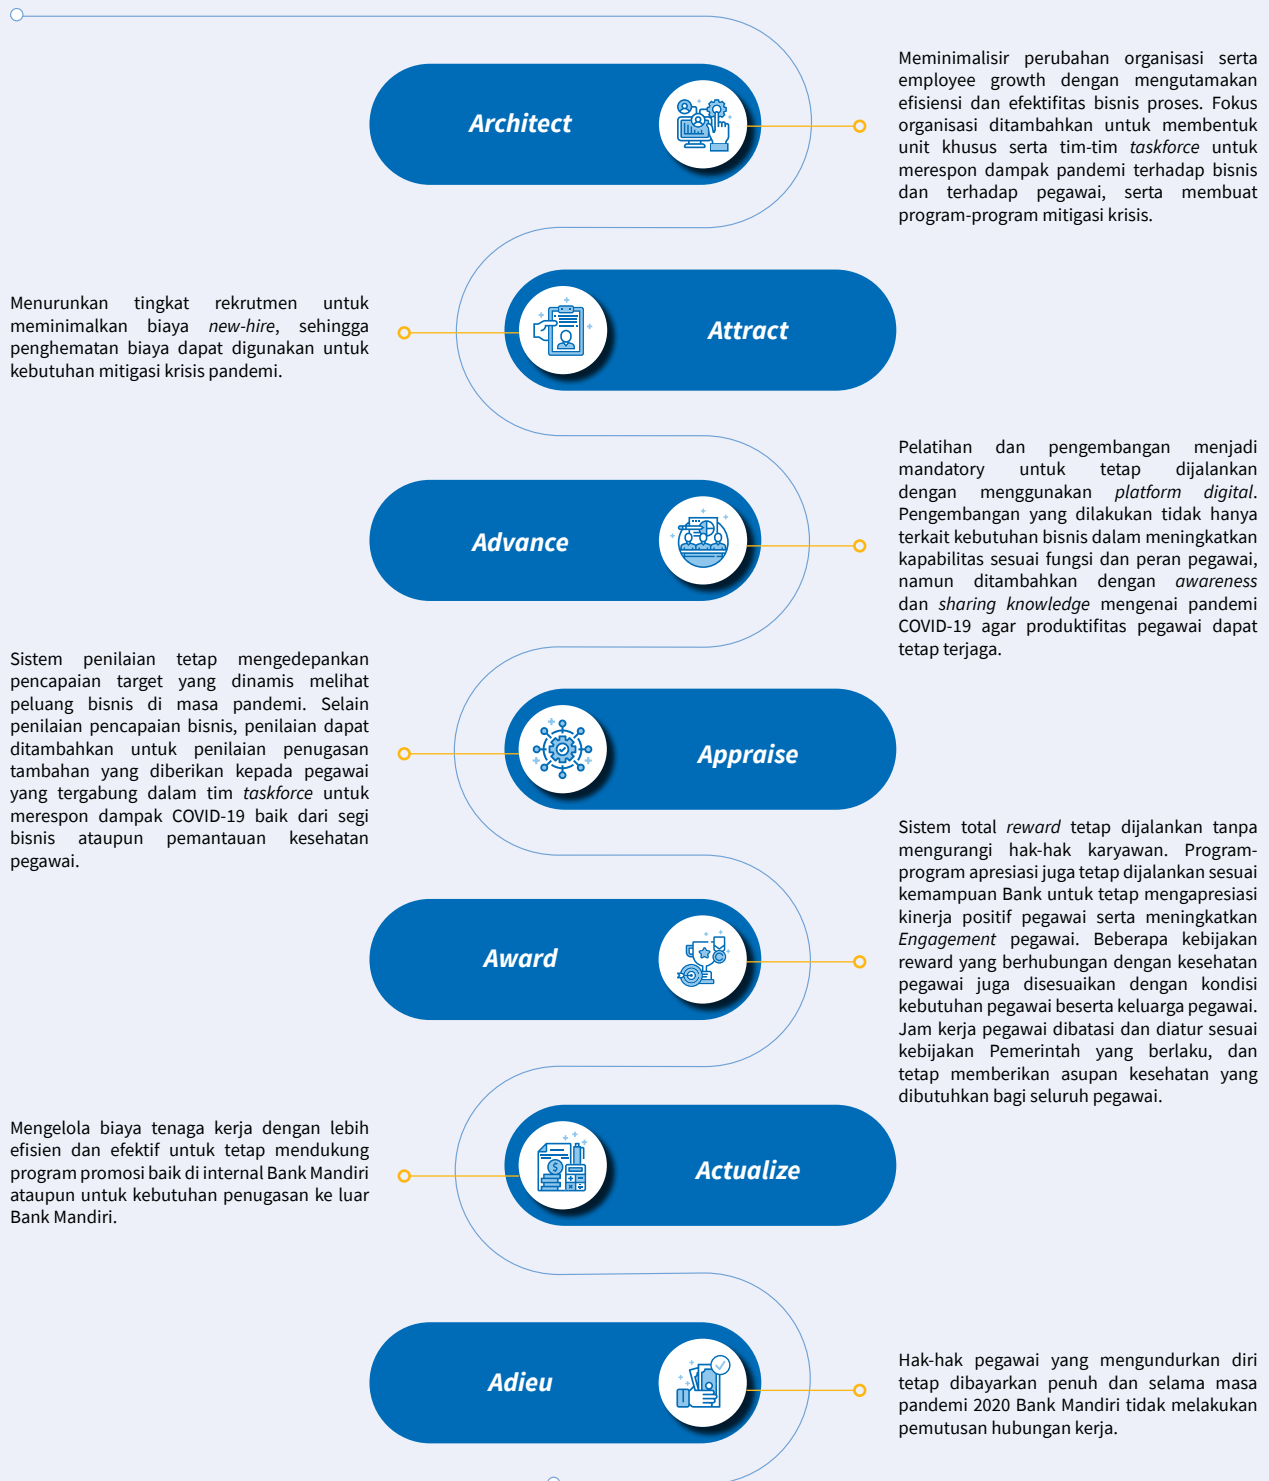 Architect
Meminimalisir perubahan organisasi serta
employee growth dengan mengutamakan
efisiensi dan efektifitas bisnis proses. Fokus
organisasi ditambahkan untuk membentuk
unit khusus serta tim-tim taskforce untuk
merespon dampak pandemi terhadap bisnis
dan terhadap pegawai, serta membuat
program-program mitigasi krisis.
Attract
Menurunkan tingkat rekrutmen untuk
meminimalkan biaya new-hire, sehingga
penghematan biaya dapat digunakan untuk
kebutuhan mitigasi krisis pandemi.
Advance
Pelatihan dan pengembangan menjadi
mandatory untuk tetap dijalankan
dengan menggunakan platform digital.
Pengembangan yang dilakukan tidak hanya
terkait kebutuhan bisnis dalam meningkatkan
kapabilitas sesuai fungsi dan peran pegawai,
namun ditambahkan dengan awareness
dan sharing knowledge mengenai pandemi
COVID-19 agar produktifitas pegawai dapat
tetap terjaga.
Appraise
Sistem penilaian tetap mengedepankan
pencapaian target yang dinamis melihat
peluang bisnis di masa pandemi. Selain
penilaian pencapaian bisnis, penilaian dapat
ditambahkan untuk penilaian penugasan
tambahan yang diberikan kepada pegawai
yang tergabung dalam tim taskforce untuk
merespon dampak COVID-19 baik dari segi
bisnis ataupun pemantauan kesehatan
pegawai.
Award
Sistem total reward tetap dijalankan tanpa
mengurangi hak-hak karyawan. Program-
program apresiasi juga tetap dijalankan sesuai
kemampuan Bank untuk tetap mengapresiasi
kinerja positif pegawai serta meningkatkan
Engagement pegawai. Beberapa kebijakan
reward yang berhubungan dengan kesehatan
pegawai juga disesuaikan dengan kondisi
kebutuhan pegawai beserta keluarga pegawai.
Jam kerja pegawai dibatasi dan diatur sesuai
kebijakan Pemerintah yang berlaku, dan
tetap memberikan asupan kesehatan yang
dibutuhkan bagi seluruh pegawai.
Actualize
Mengelola biaya tenaga kerja dengan lebih
efisien dan efektif untuk tetap mendukung
program promosi baik di internal Bank Mandiri
ataupun untuk kebutuhan penugasan ke luar
Bank Mandiri.
Adieu
Hak-hak pegawai yang mengundurkan diri
tetap dibayarkan penuh dan selama masa
pandemi 2020 Bank Mandiri tidak melakukan
pemutusan hubungan kerja.